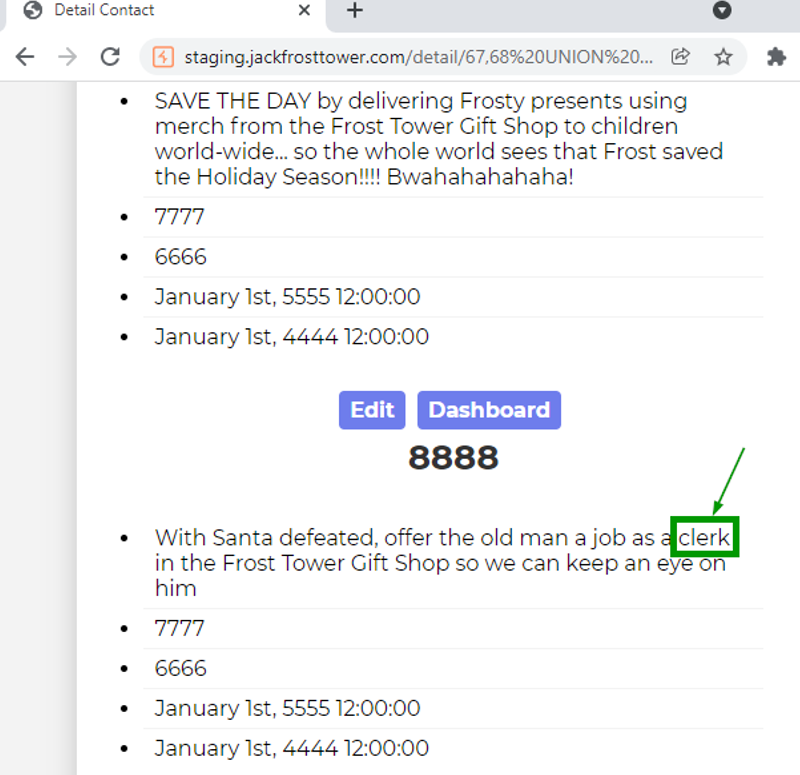 Detail Contact
staging.jackfrosttower.com/detail/67,68%20UNION%20...
SAVE THE DAY by delivering Frosty presents using
merch from the Frost Tower Gift Shop to children
world-wide... so the whole world sees that Frost saved
the Holiday Season!!!! Bwahahahahaha!
7777
6666
January 1st, 5555 12:00:00
January 1st, 4444 12:00:00
Edit Dashboard
8888
With Santa defeated, offer the old man a job as a clerk
in the Frost Tower Gift Shop so we can keep an eye on
him
7777
6666
January 1st, 5555 12:00:00
January 1st, 4444 12:00:00